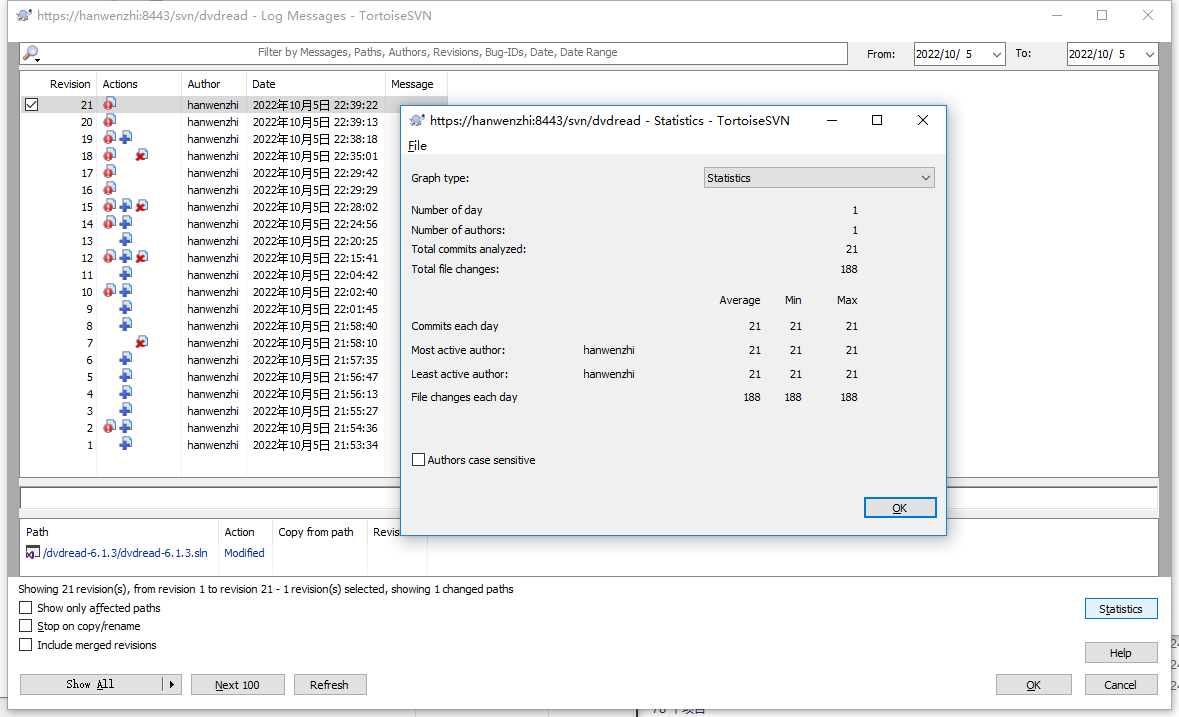 https://hanwenzhi:8443/svn/dvdread - Log Messages - TortoiseSVN
Filter by Messages, Paths, Authors, Revisions, Bug-IDs, Date, Date Range
From: 2022/10/ 5 To: 2022/10/ 5
Revision Actions Author Date Message
21 hanwenzhi 2022年10月5日 22:39:22
20 hanwenzhi 2022年10月5日 22:39:13
19 hanwenzhi 2022年10月5日 22:38:18
18 hanwenzhi 2022年10月5日 22:35:01
17 hanwenzhi 2022年10月5日 22:29:42
16 hanwenzhi 2022年10月5日 22:29:29
15 hanwenzhi 2022年10月5日 22:28:02
14 hanwenzhi 2022年10月5日 22:24:56
13 hanwenzhi 2022年10月5日 22:20:25
12 hanwenzhi 2022年10月5日 22:15:41
11 hanwenzhi 2022年10月5日 22:04:42
10 hanwenzhi 2022年10月5日 22:02:40
9 hanwenzhi 2022年10月5日 22:01:45
8 hanwenzhi 2022年10月5日 21:58:40
7 hanwenzhi 2022年10月5日 21:58:10
6 hanwenzhi 2022年10月5日 21:57:35
5 hanwenzhi 2022年10月5日 21:56:47
4 hanwenzhi 2022年10月5日 21:56:13
3 hanwenzhi 2022年10月5日 21:55:27
2 hanwenzhi 2022年10月5日 21:54:36
1 hanwenzhi 2022年10月5日 21:53:34
https://hanwenzhi:8443/svn/dvdread - Statistics - TortoiseSVN
File
Graph type: Statistics
Number of day 1
Number of authors: 1
Total commits analyzed: 21
Total file changes: 188
Average Min Max
Commits each day 21 21 21
Most active author: hanwenzhi 21 21 21
Least active author: hanwenzhi 21 21 21
File changes each day 188 188 188
Authors case sensitive
OK
Path Action Copy from path Revis
/dvdread-6.1.3/dvdread-6.1.3.sln Modified
Showing 21 revision(s), from revision 1 to revision 21 - 1 revision(s) selected, showing 1 changed paths
Show only affected paths
Stop on copy/rename
Include merged revisions
Statistics
Help
Show All Next 100 Refresh OK Cancel